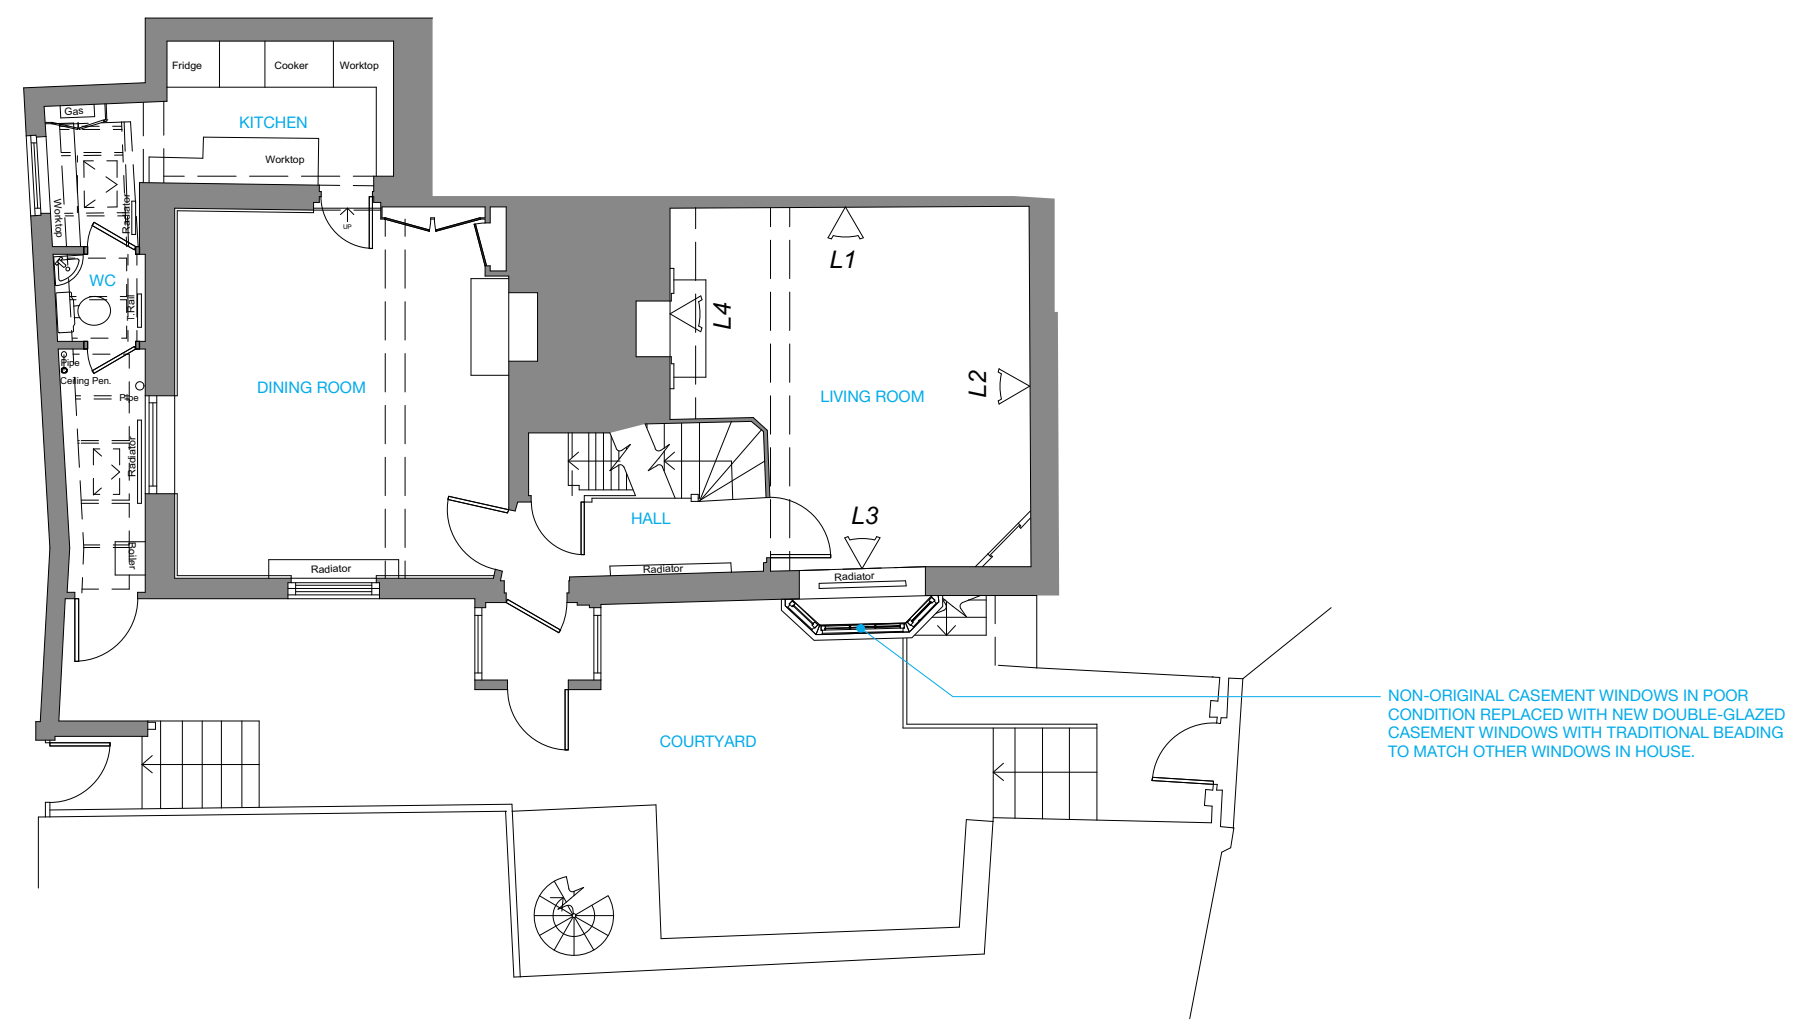 Fridge
Cooker
Worktop
Gas
KITCHEN
Worktop
Worktop
Radiator
UP
WC
T.Rail
L1
L4
Pipe
Ceiling Pen.
Pipe
DINING ROOM
L2
LIVING ROOM
Radiator
HALL
L3
Boiler
Radiator
Radiator
Radiator
NON-ORIGINAL CASEMENT WINDOWS IN POOR
CONDITION REPLACED WITH NEW DOUBLE-GLAZED
CASEMENT WINDOWS WITH TRADITIONAL BEADING
TO MATCH OTHER WINDOWS IN HOUSE.
COURTYARD